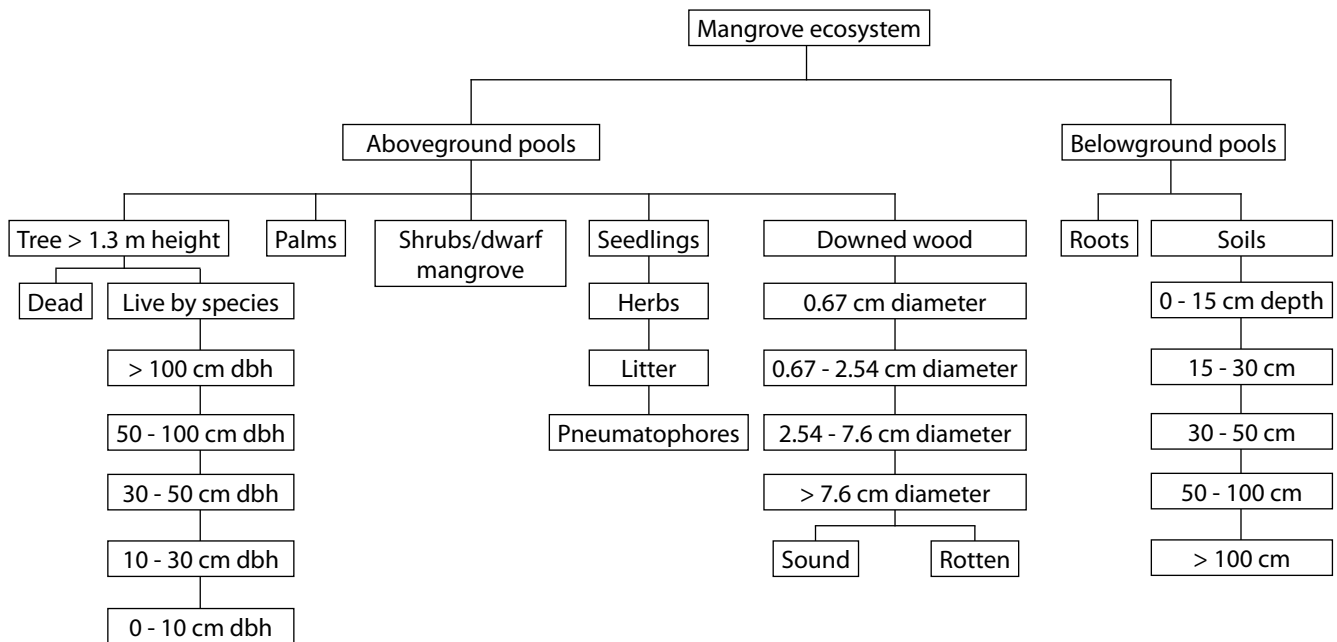 Mangrove ecosystem
Aboveground pools
Belowground pools
Tree > 1.3 m height
Palms
Shrubs/dwarf
mangrove
Seedlings
Downed wood
Roots
Soils
Dead
Live by species
Herbs
0.67 cm diameter
0 - 15 cm depth
> 100 cm dbh
Litter
0.67 - 2.54 cm diameter
15 - 30 cm
50 - 100 cm dbh
Pneumatophores
2.54 - 7.6 cm diameter
30 - 50 cm
30 - 50 cm dbh
> 7.6 cm diameter
50 - 100 cm
10 - 30 cm dbh
Sound
Rotten
> 100 cm
0 - 10 cm dbh